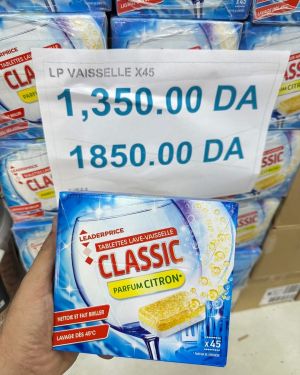 LP VAISSELLE X45
1,350.00 DA
1850.00 DA
LEADERPRICE
TABLETTES LAVE-VAISSELLE
CLASSIC
PARFUM CITRON*
NETTOIE ET FAIT BRILLER
LAVAGE DÈS 40°C
x45